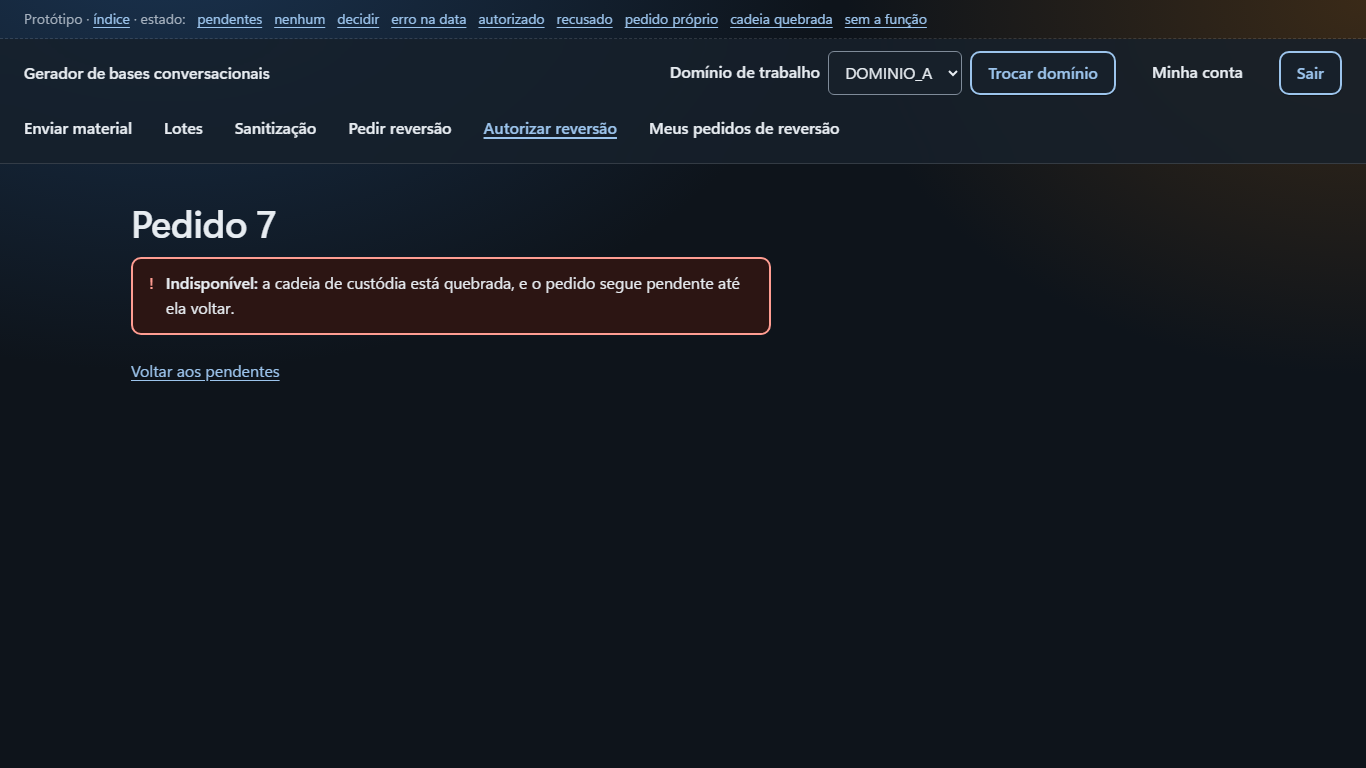 Protótipo · índice · estado: pendentes nenhum decidir erro na data autorizado recusado pedido próprio cadeia quebrada sem a função
Gerador de bases conversacionais
Domínio de trabalho DOMINIO_A Trocar domínio Minha conta Sair
Enviar material Lotes Sanitização Pedir reversão Autorizar reversão Meus pedidos de reversão
Pedido 7
! Indisponível: a cadeia de custódia está quebrada, e o pedido segue pendente até
ela voltar.
Voltar aos pendentes